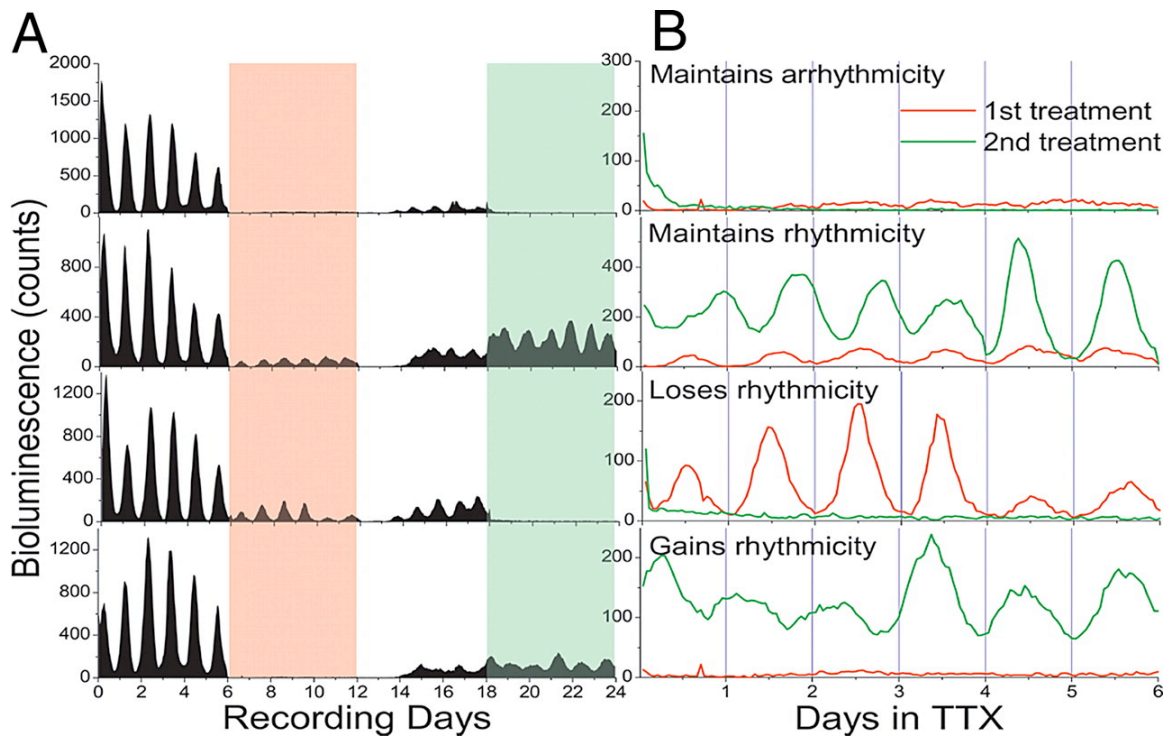 A
B
Bioluminescence (counts)
2000
1500
1000
500
0
800
400
0
1200
800
400
0
1200
800
400
0
0 2 4 6 8 10 12 14 16 18 20 22 24
Recording Days
300
200
100
0
Maintains arrhythmicity
1st treatment
2nd treatment
Maintains rhythmicity
400
200
0
Loses rhythmicity
200
100
0
Gains rhythmicity
200
100
0
1 2 3 4 5 6
Days in TTX